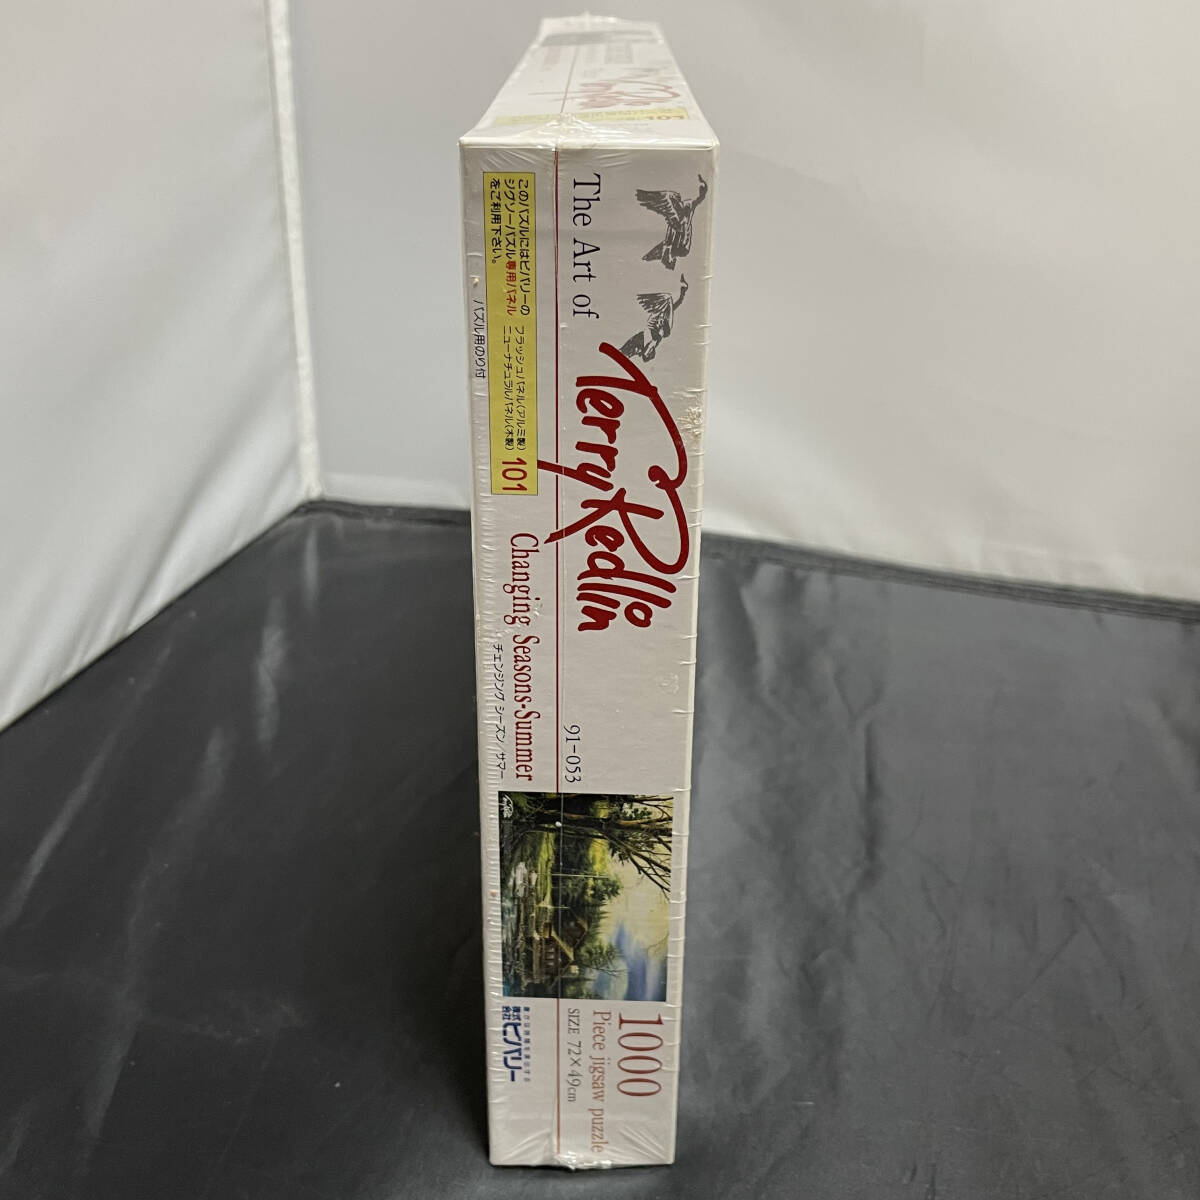 The Art of
Terry Redlin
このパズルにはビバリーの
ジグソーパズル専用パネル
をご利用下さい。
フラッシュパネル(アルミ製)
ニューナチュラルパネル(木製)
101
パズル用のり付
Changing Seasons-Summer
チェンジング シーズン/サマー
91-053
1000
Piece jigsaw puzzle
SIZE 72×49cm
株式会社ビバリー